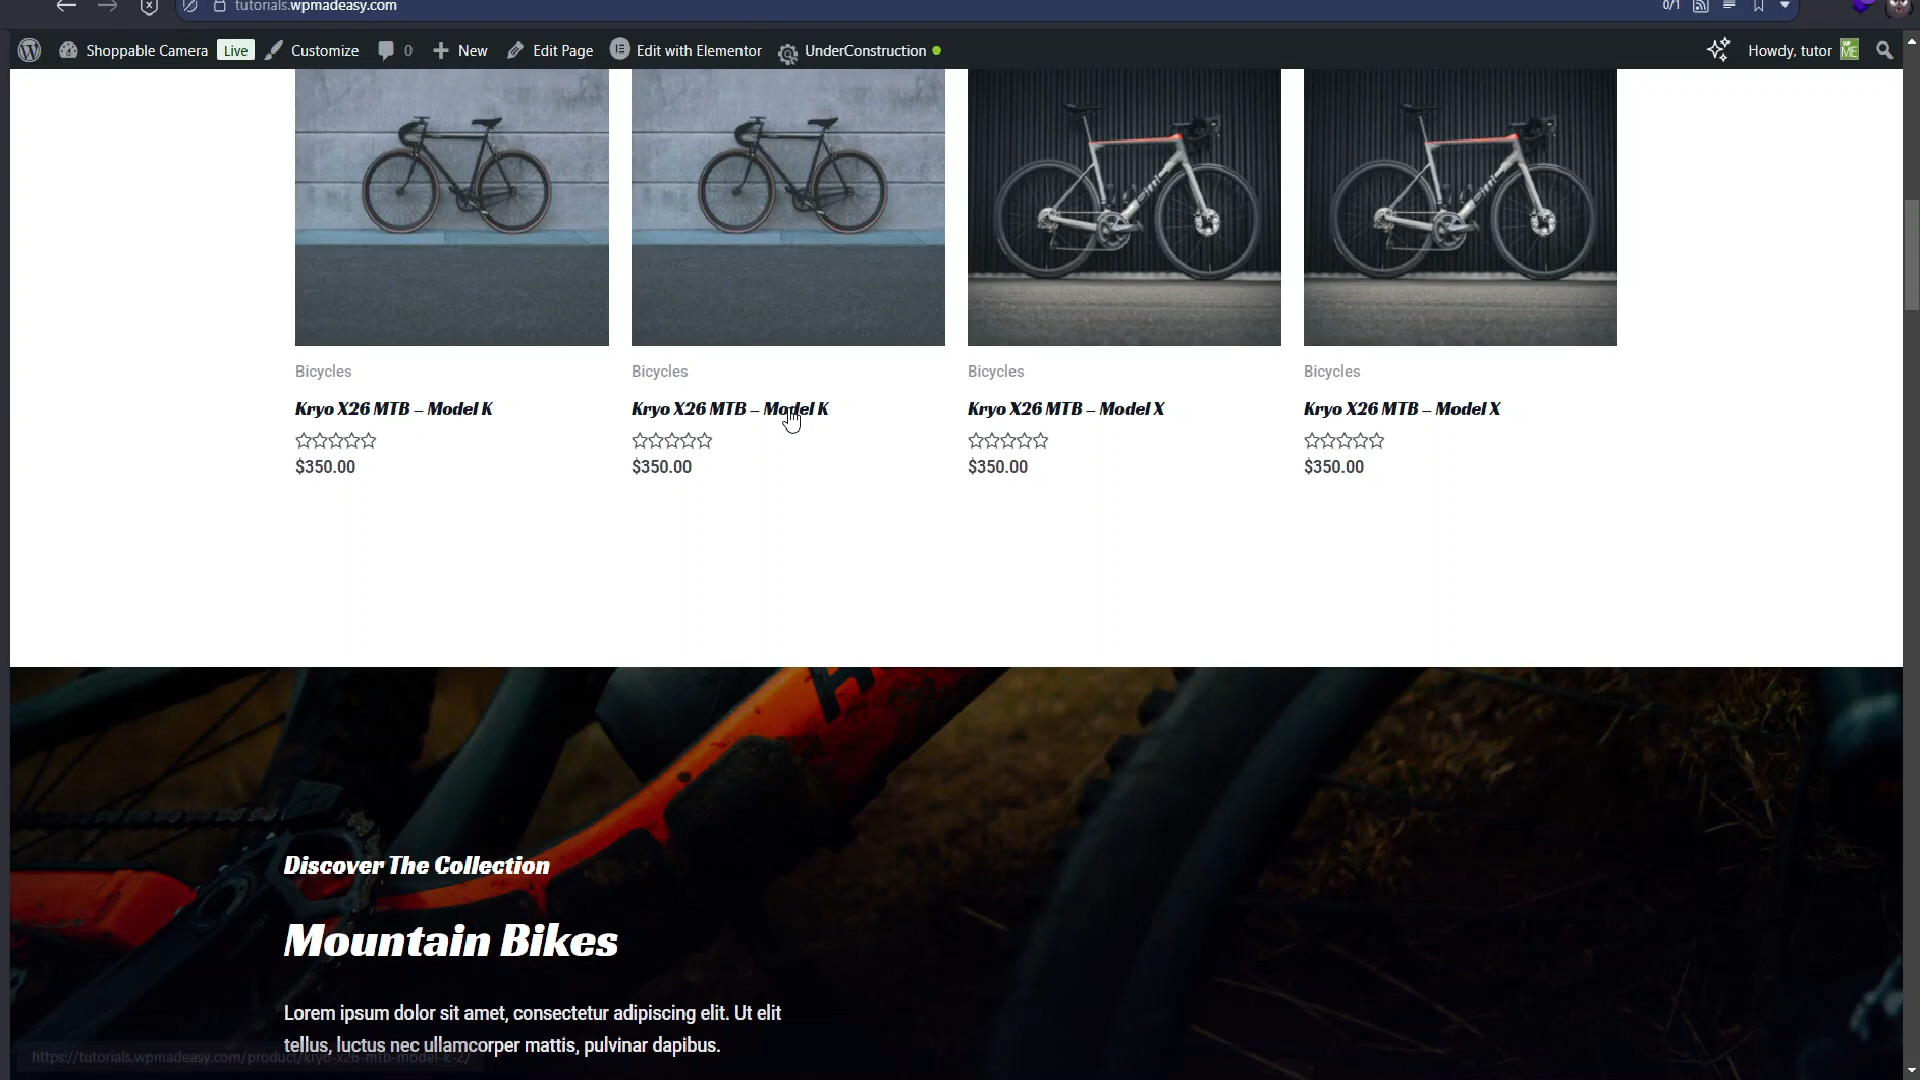 tutorials.wpmadeasy.com
0/1
Shoppable Camera Live Customize 0 New Edit Page Edit with Elementor UnderConstruction Howdy, tutor WP ME
Bicycles Bicycles Bicycles Bicycles
Kryo X26 MTB – Model K Kryo X26 MTB – Model K Kryo X26 MTB – Model X Kryo X26 MTB – Model X
$350.00 $350.00 $350.00 $350.00
Discover The Collection
Mountain Bikes
Lorem ipsum dolor sit amet, consectetur adipiscing elit. Ut elit
tellus, luctus nec ullamcorper mattis, pulvinar dapibus.
https://tutorials.wpmadeasy.com/product/kryo-x26-mtb-model-k-2/